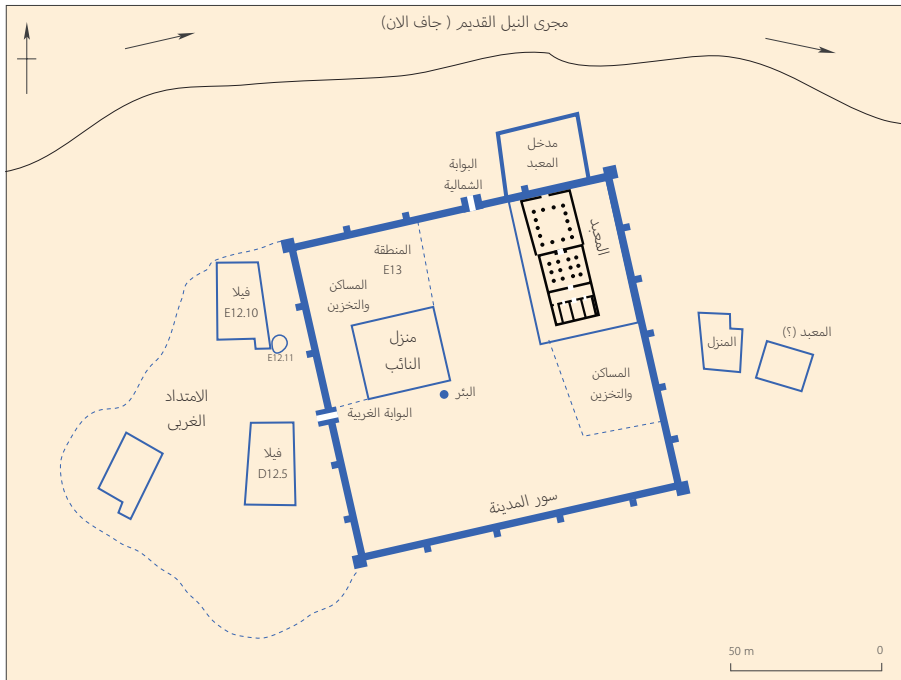 مجرى النيل القديم ( جاف الان)
مدخل
المعبد
البوابة
الشمالية
المعبد
المنطقة
E13
المساكن
والتخزين
فيلا
E12.10
E12.11
منزل
النائب
البئر
البوابة الغربية
المساكن
والتخزين
المنزل
المعبد (؟)
الامتداد
الغربى
فيلا
D12.5
سور المدينة
50 m
0